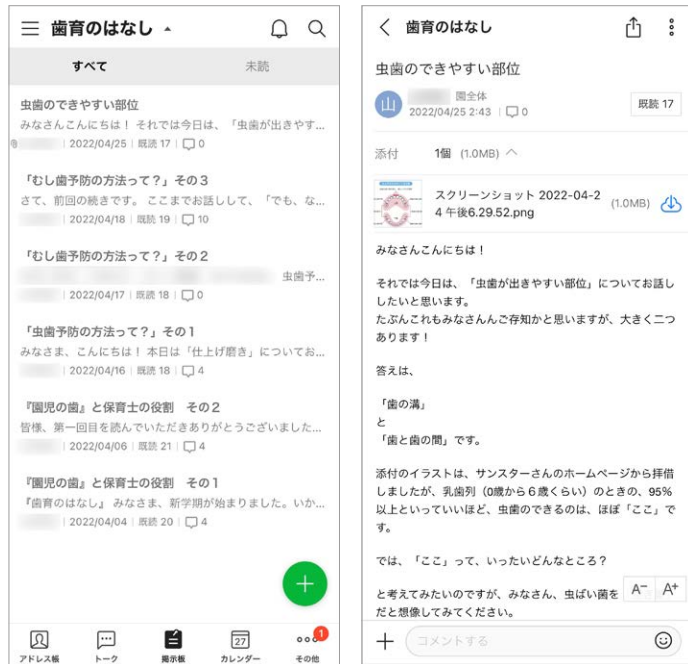 歯育のはなし
すべて
未読
虫歯のできやすい部位
みなさんこんにちは！ それでは今日は、「虫歯が出きやす...
2022/04/25 既読 17 0
「むし歯予防の方法って？」その３
さて、前回の続きです。 ここまでお話しして、「でも、な...
2022/04/18 既読 19 10
「むし歯予防の方法って？」その２
虫歯予...
2022/04/17 既読 18 0
「虫歯予防の方法って？」その１
みなさま、こんにちは！ 本日は「仕上げ磨き」についてお...
2022/04/16 既読 18 4
『園児の歯』と保育士の役割　その２
皆様、第一回目を読んでいただきありがとうございました...
2022/04/06 既読 21 4
『園児の歯』と保育士の役割　その１
『歯育のはなし』 みなさま、新学期が始まりました。いか...
2022/04/04 既読 20 4
アドレス帳
トーク
掲示板
27
カレンダー
1
その他
歯育のはなし
虫歯のできやすい部位
山
園全体
2022/04/25 2:43 0
既読 17
添付 1個 (1.0MB)
スクリーンショット 2022-04-2
4 午後6.29.52.png
(1.0MB)
みなさんこんにちは！
それでは今日は、「虫歯が出きやすい部位」についてお話し
したいと思います。
たぶんこれもみなさんんご存知かと思いますが、大きく二つ
あります！
答えは、
「歯の溝」
と
「歯と歯の間」です。
添付のイラストは、サンスターさんのホームページから拝借
しましたが、乳歯列（0歳から６歳くらい）のときの、95%
以上といっていいほど、虫歯のできるのは、ほぼ「ここ」で
す。
では、「ここ」って、いったいどんなところ？
と考えてみたいのですが、みなさん、虫ばい菌を
だと想像してみてください。
A- A+
コメントする